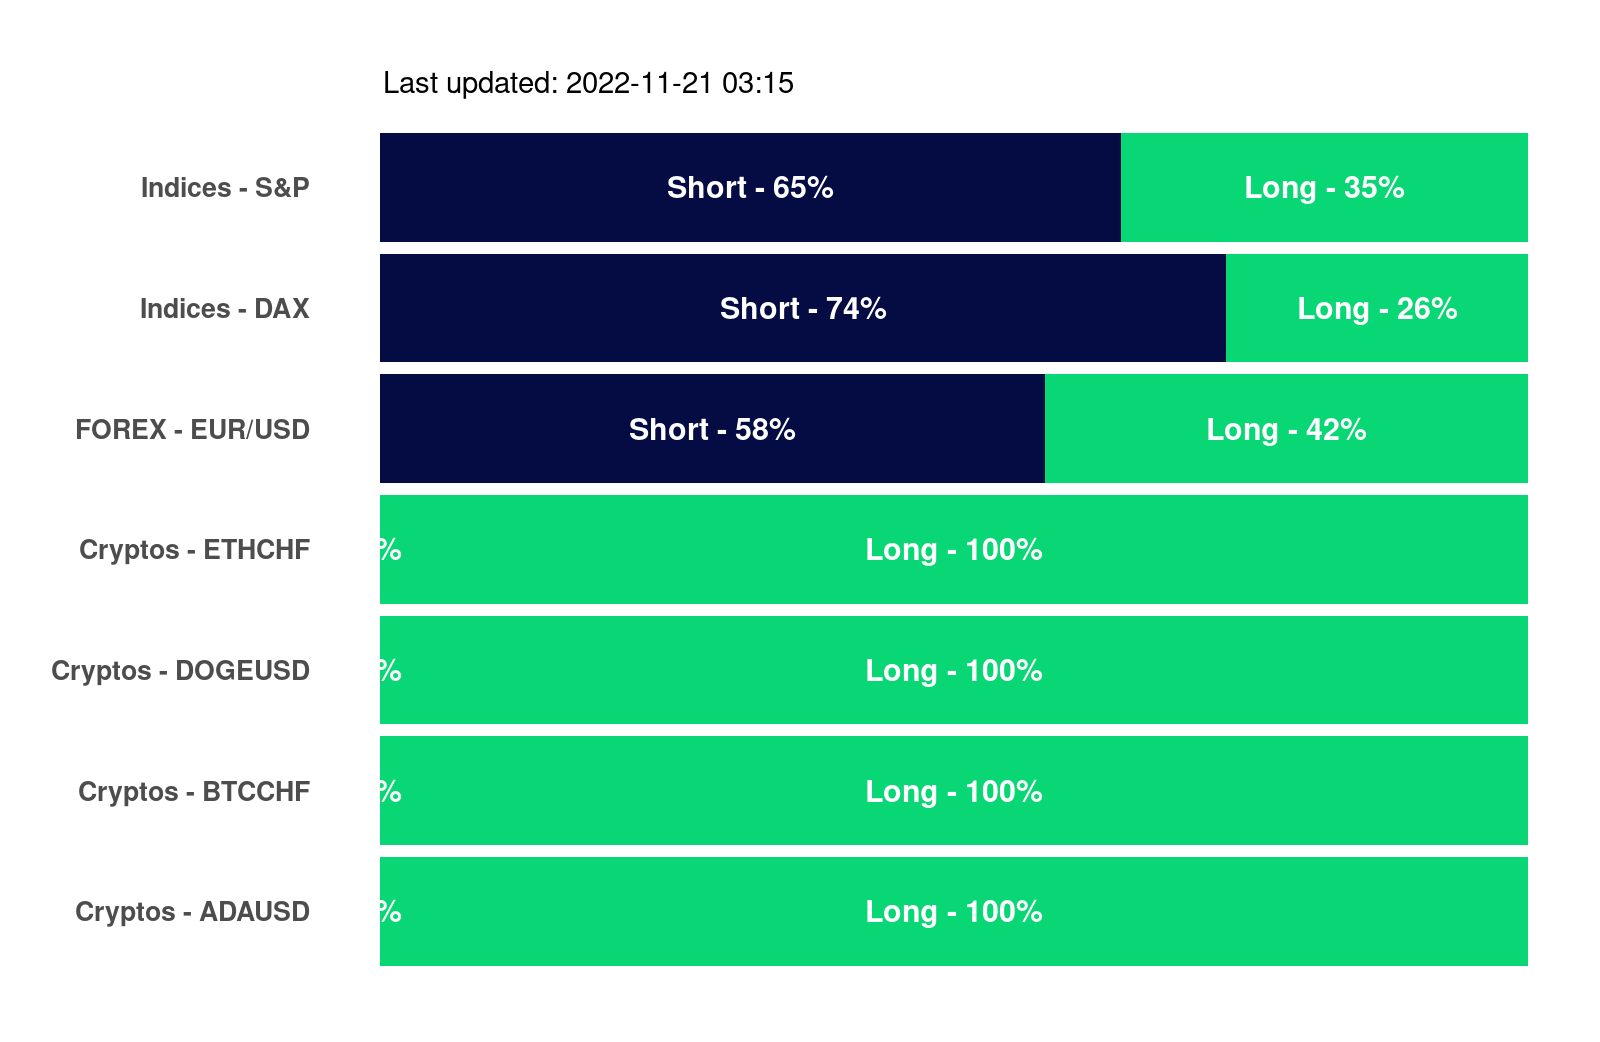 Last updated: 2022-11-21 03:15
Indices - S&P Short - 65% Long - 35%
Indices - DAX Short - 74% Long - 26%
FOREX - EUR/USD Short - 58% Long - 42%
Cryptos - ETHCHF % Long - 100%
Cryptos - DOGEUSD % Long - 100%
Cryptos - BTCCHF % Long - 100%
Cryptos - ADAUSD % Long - 100%